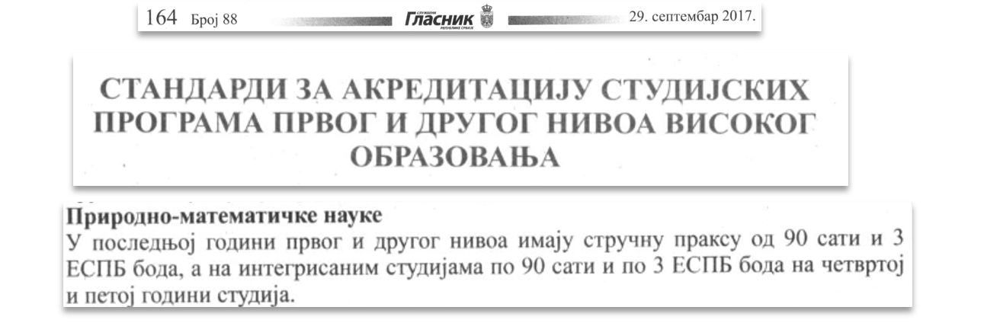 164 Број 88 СЛУЖБЕНИ ГЛАСНИК РЕПУБЛИКЕ СРБИЈЕ 29. септембар 2017.
СТАНДАРДИ ЗА АКРЕДИТАЦИЈУ СТУДИЈСКИХ
ПРОГРАМА ПРВОГ И ДРУГОГ НИВОА ВИСОКОГ
ОБРАЗОВАЊА
Природно-математичке науке
У последњој години првог и другог нивоа имају стручну праксу од 90 сати и 3
ЕСПБ бода, а на интегрисаним студијама по 90 сати и по 3 ЕСПБ бода на четвртој
и петој години студија.